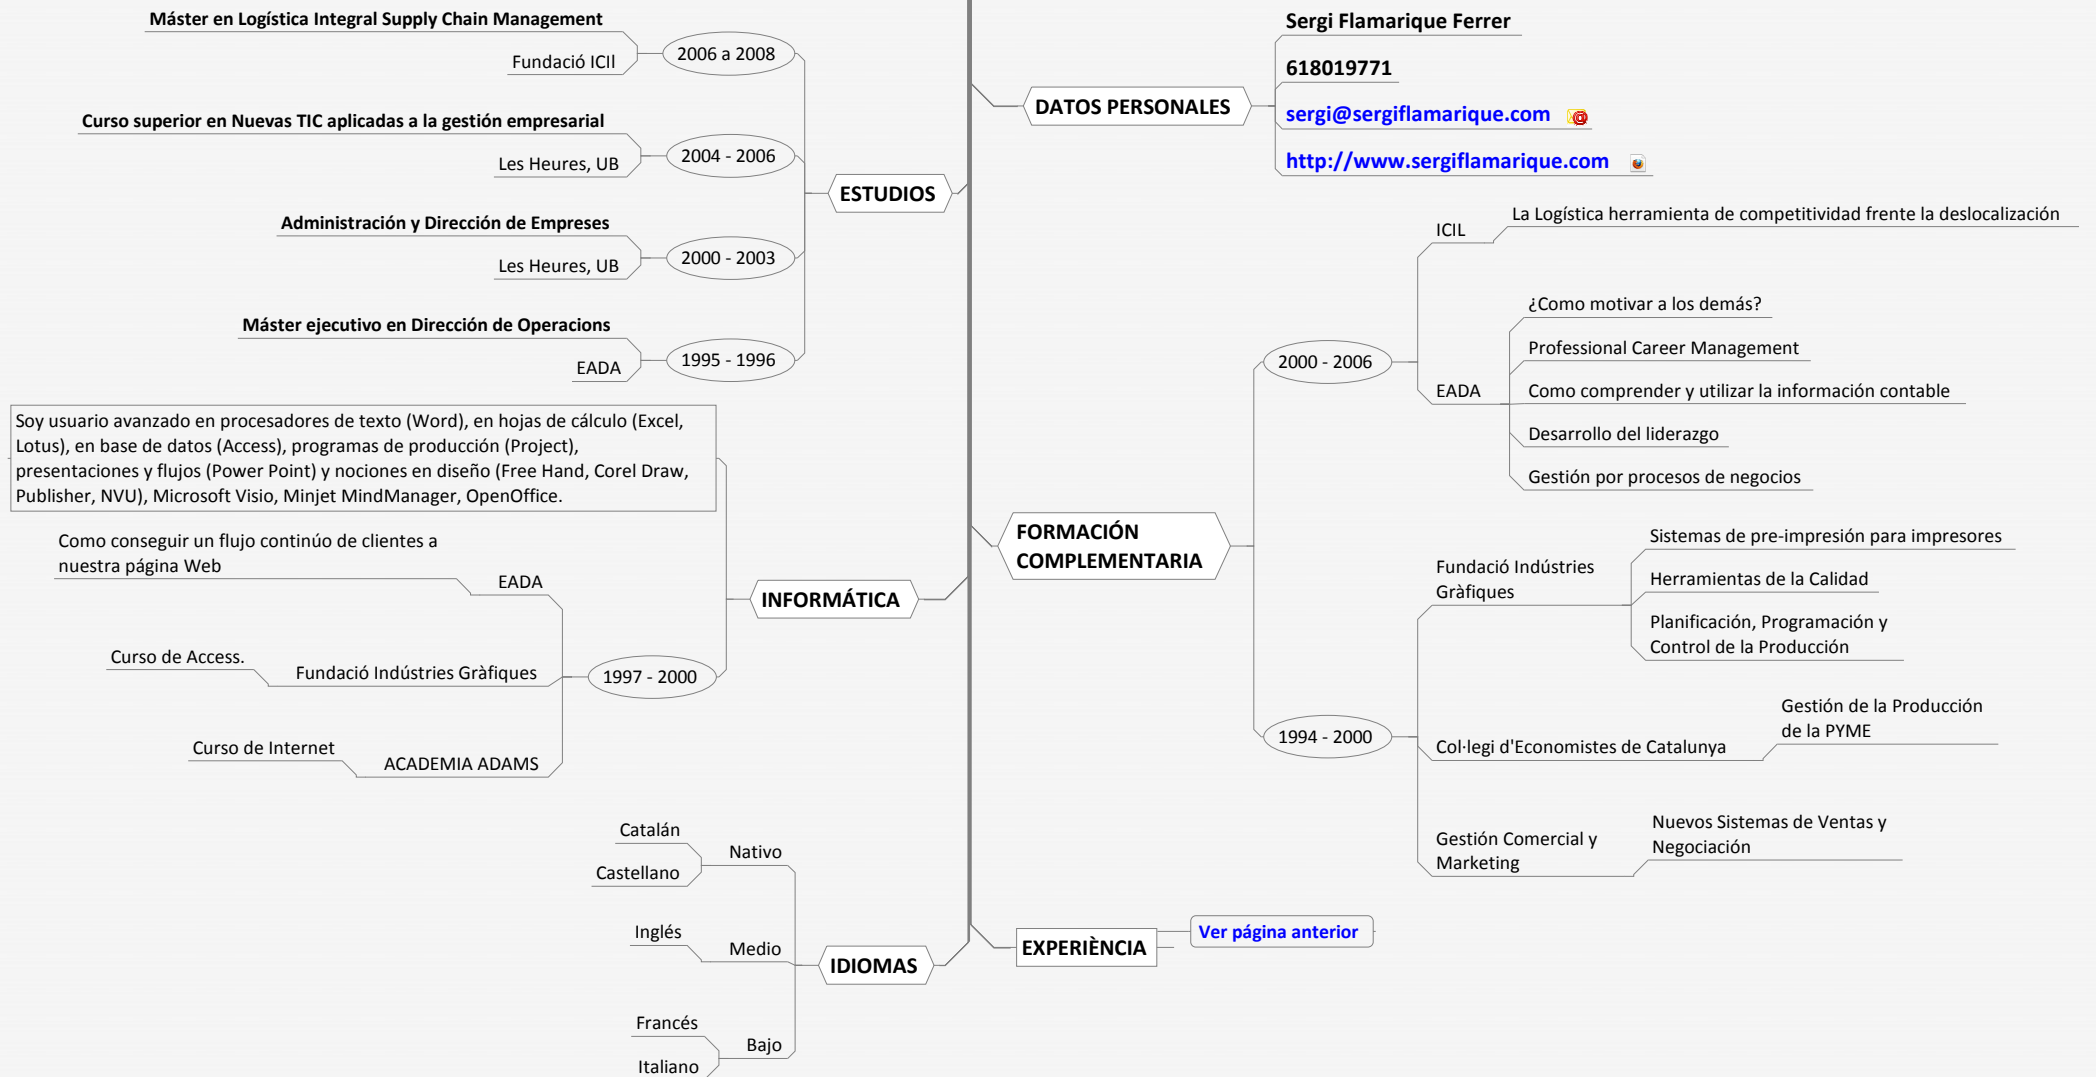 Máster en Logística Integral Supply Chain Management
Fundació ICIl
2006 a 2008
Curso superior en Nuevas TIC aplicadas a la gestión empresarial
Les Heures, UB
2004 - 2006
Administración y Dirección de Empreses
Les Heures, UB
2000 - 2003
Máster ejecutivo en Dirección de Operacions
EADA
1995 - 1996
ESTUDIOS
Soy usuario avanzado en procesadores de texto (Word), en hojas de cálculo (Excel,
Lotus), en base de datos (Access), programas de producción (Project),
presentaciones y flujos (Power Point) y nociones en diseño (Free Hand, Corel Draw,
Publisher, NVU), Microsoft Visio, Minjet MindManager, OpenOffice.
Como conseguir un flujo continúo de clientes a
nuestra página Web
EADA
Curso de Access.
Fundació Indústries Gràfiques
1997 - 2000
Curso de Internet
ACADEMIA ADAMS
INFORMÁTICA
Catalán
Castellano
Nativo
Inglés
Medio
Francés
Italiano
Bajo
IDIOMAS
DATOS PERSONALES
Sergi Flamarique Ferrer
618019771
sergi@sergiflamarique.com
http://www.sergiflamarique.com
FORMACIÓN
COMPLEMENTARIA
2000 - 2006
ICIL
La Logística herramienta de competitividad frente la deslocalización
EADA
¿Como motivar a los demás?
Professional Career Management
Como comprender y utilizar la información contable
Desarrollo del liderazgo
Gestión por procesos de negocios
1994 - 2000
Fundació Indústries
Gràfiques
Sistemas de pre-impresión para impresores
Herramientas de la Calidad
Planificación, Programación y
Control de la Producción
Col·legi d'Economistes de Catalunya
Gestión de la Producción
de la PYME
Gestión Comercial y
Marketing
Nuevos Sistemas de Ventas y
Negociación
EXPERIÈNCIA
Ver página anterior